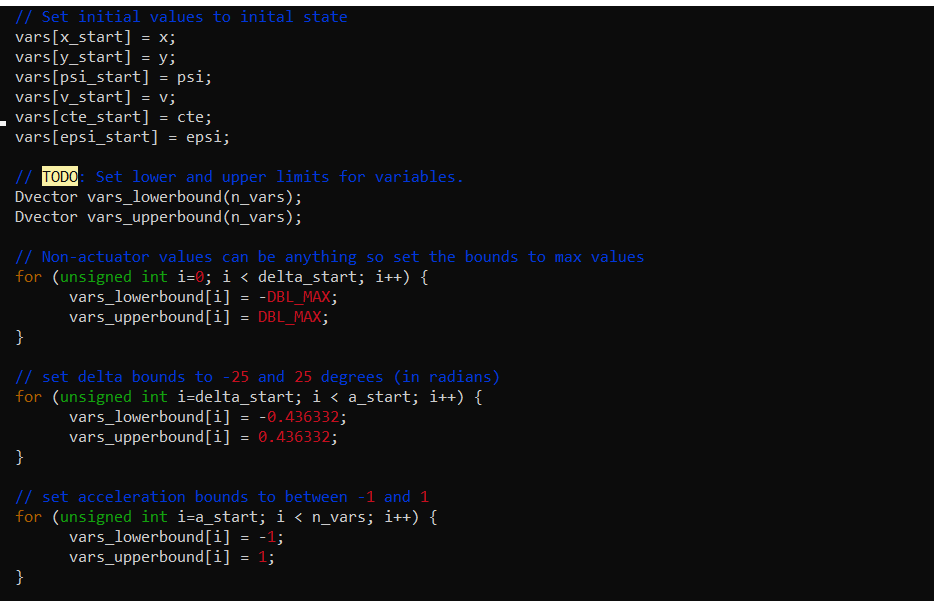 // Set initial values to inital state
vars[x_start] = x;
vars[y_start] = y;
vars[psi_start] = psi;
vars[v_start] = v;
vars[cte_start] = cte;
vars[epsi_start] = epsi;
// TODO: Set lower and upper limits for variables.
Dvector vars_lowerbound(n_vars);
Dvector vars_upperbound(n_vars);
// Non-actuator values can be anything so set the bounds to max values
for (unsigned int i=0; i < delta_start; i++) {
vars_lowerbound[i] = -DBL_MAX;
vars_upperbound[i] = DBL_MAX;
}
// set delta bounds to -25 and 25 degrees (in radians)
for (unsigned int i=delta_start; i < a_start; i++) {
vars_lowerbound[i] = -0.436332;
vars_upperbound[i] = 0.436332;
}
// set acceleration bounds to between -1 and 1
for (unsigned int i=a_start; i < n_vars; i++) {
vars_lowerbound[i] = -1;
vars_upperbound[i] = 1;
}